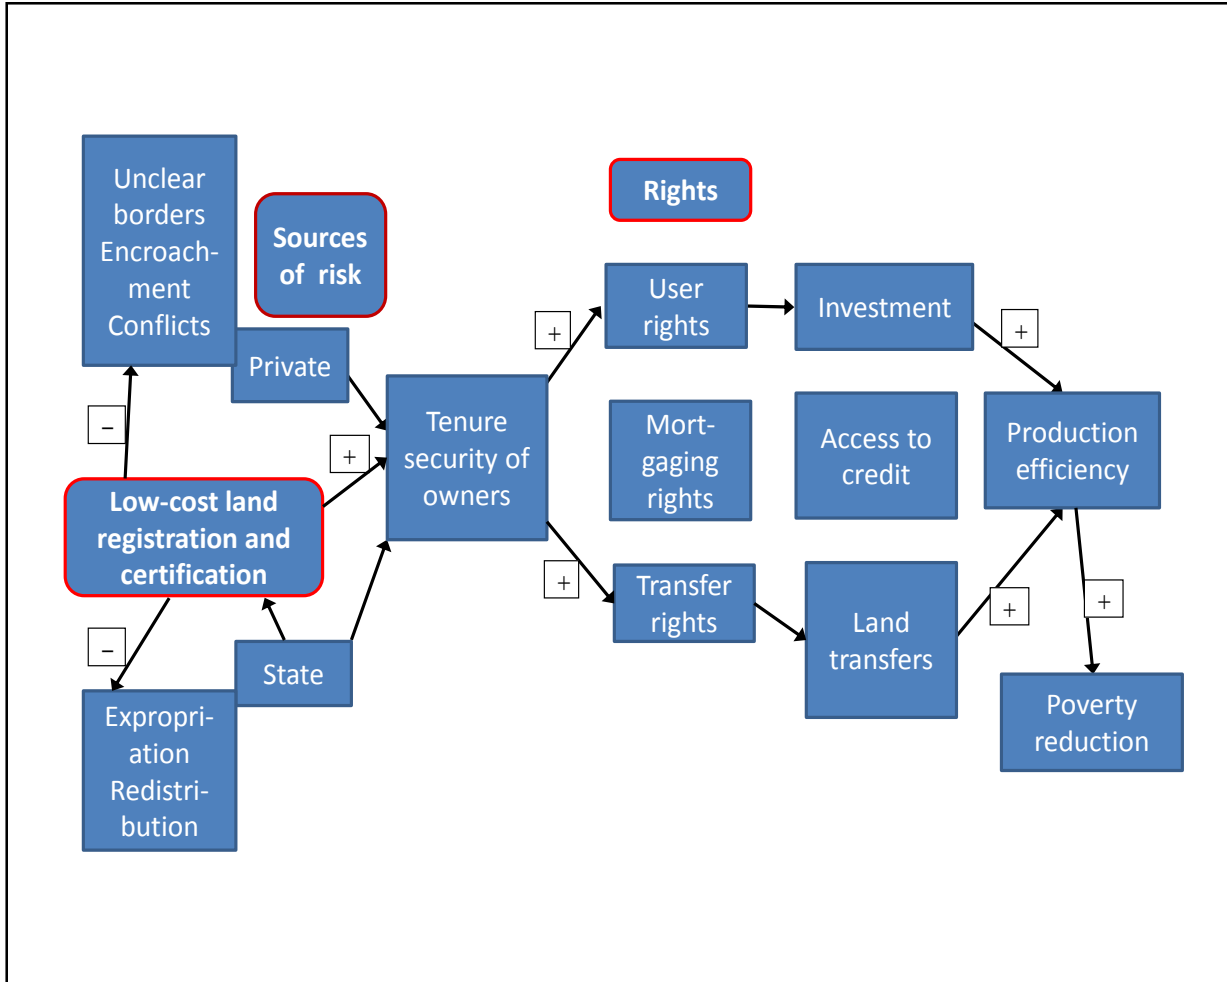 Unclear
borders
Encroach-
ment
Conflicts
Sources
of risk
Rights
Private
User
rights
Investment
+
+
−
+
Tenure
security of
owners
Mort-
gaging
rights
Access to
credit
Production
efficiency
Low-cost land
registration and
certification
+
Transfer
rights
Land
transfers
+
+
−
State
Expropri-
ation
Redistri-
bution
Poverty
reduction